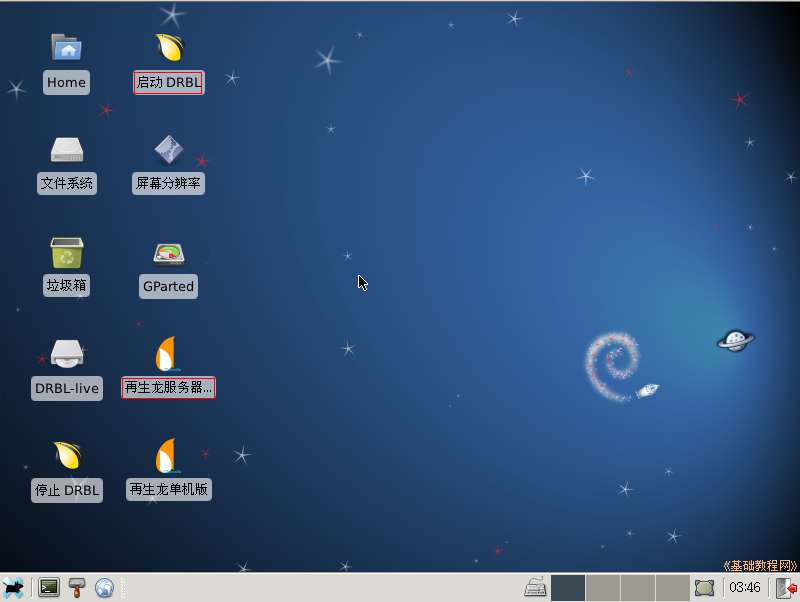 Home
启动 DRBL
文件系统
屏幕分辨率
垃圾箱
GParted
DRBL-live
再生龙服务器...
停止 DRBL
再生龙单机版
《基础教程网》
03:46